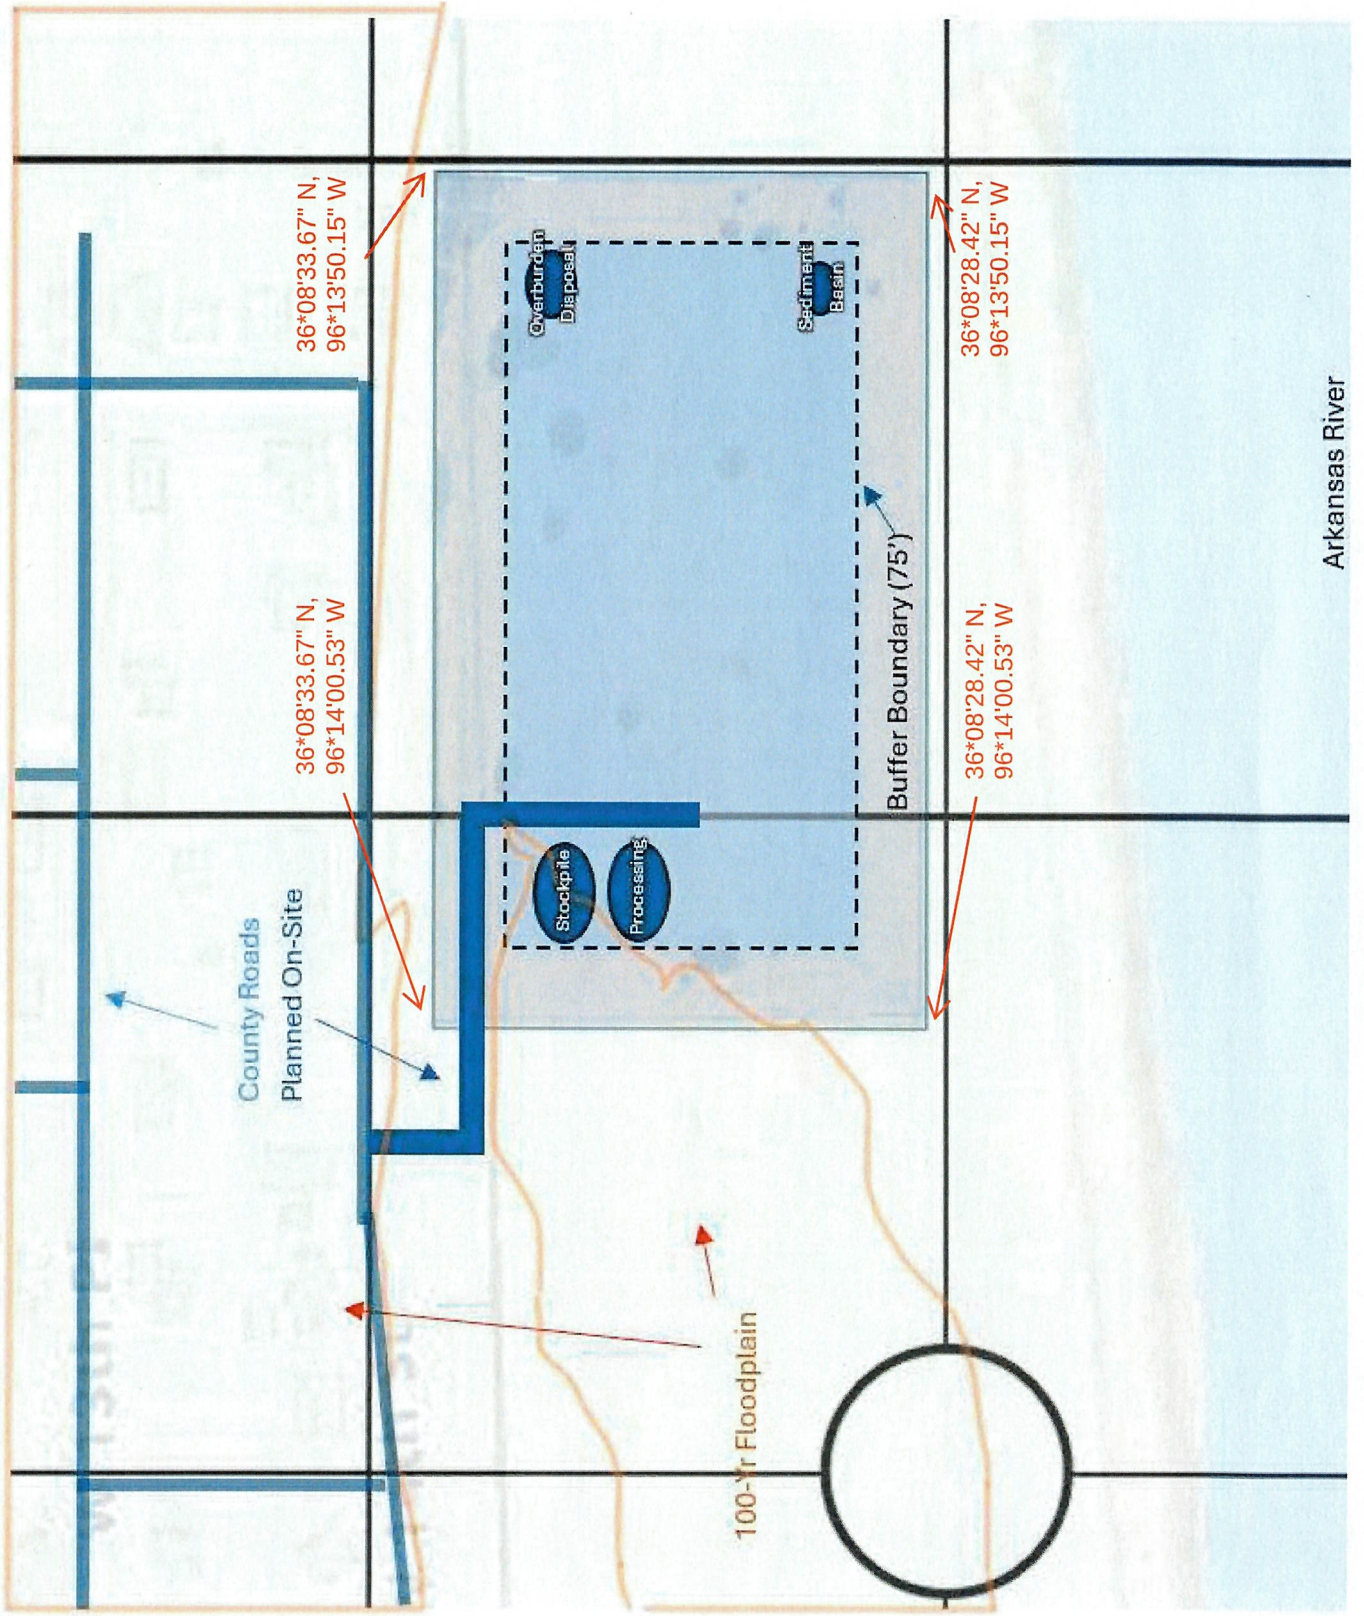 County Roads
Planned On-Site
36*08'33.67" N,
96*14'00.53" W
36*08'33.67" N,
96*13'50.15" W
Stockpile
Processing
Overburden
Disposal
Sediment
Basin
100-Yr Floodplain
Buffer Boundary (75')
36*08'28.42" N,
96*14'00.53" W
36*08'28.42" N,
96*13'50.15" W
Arkansas River